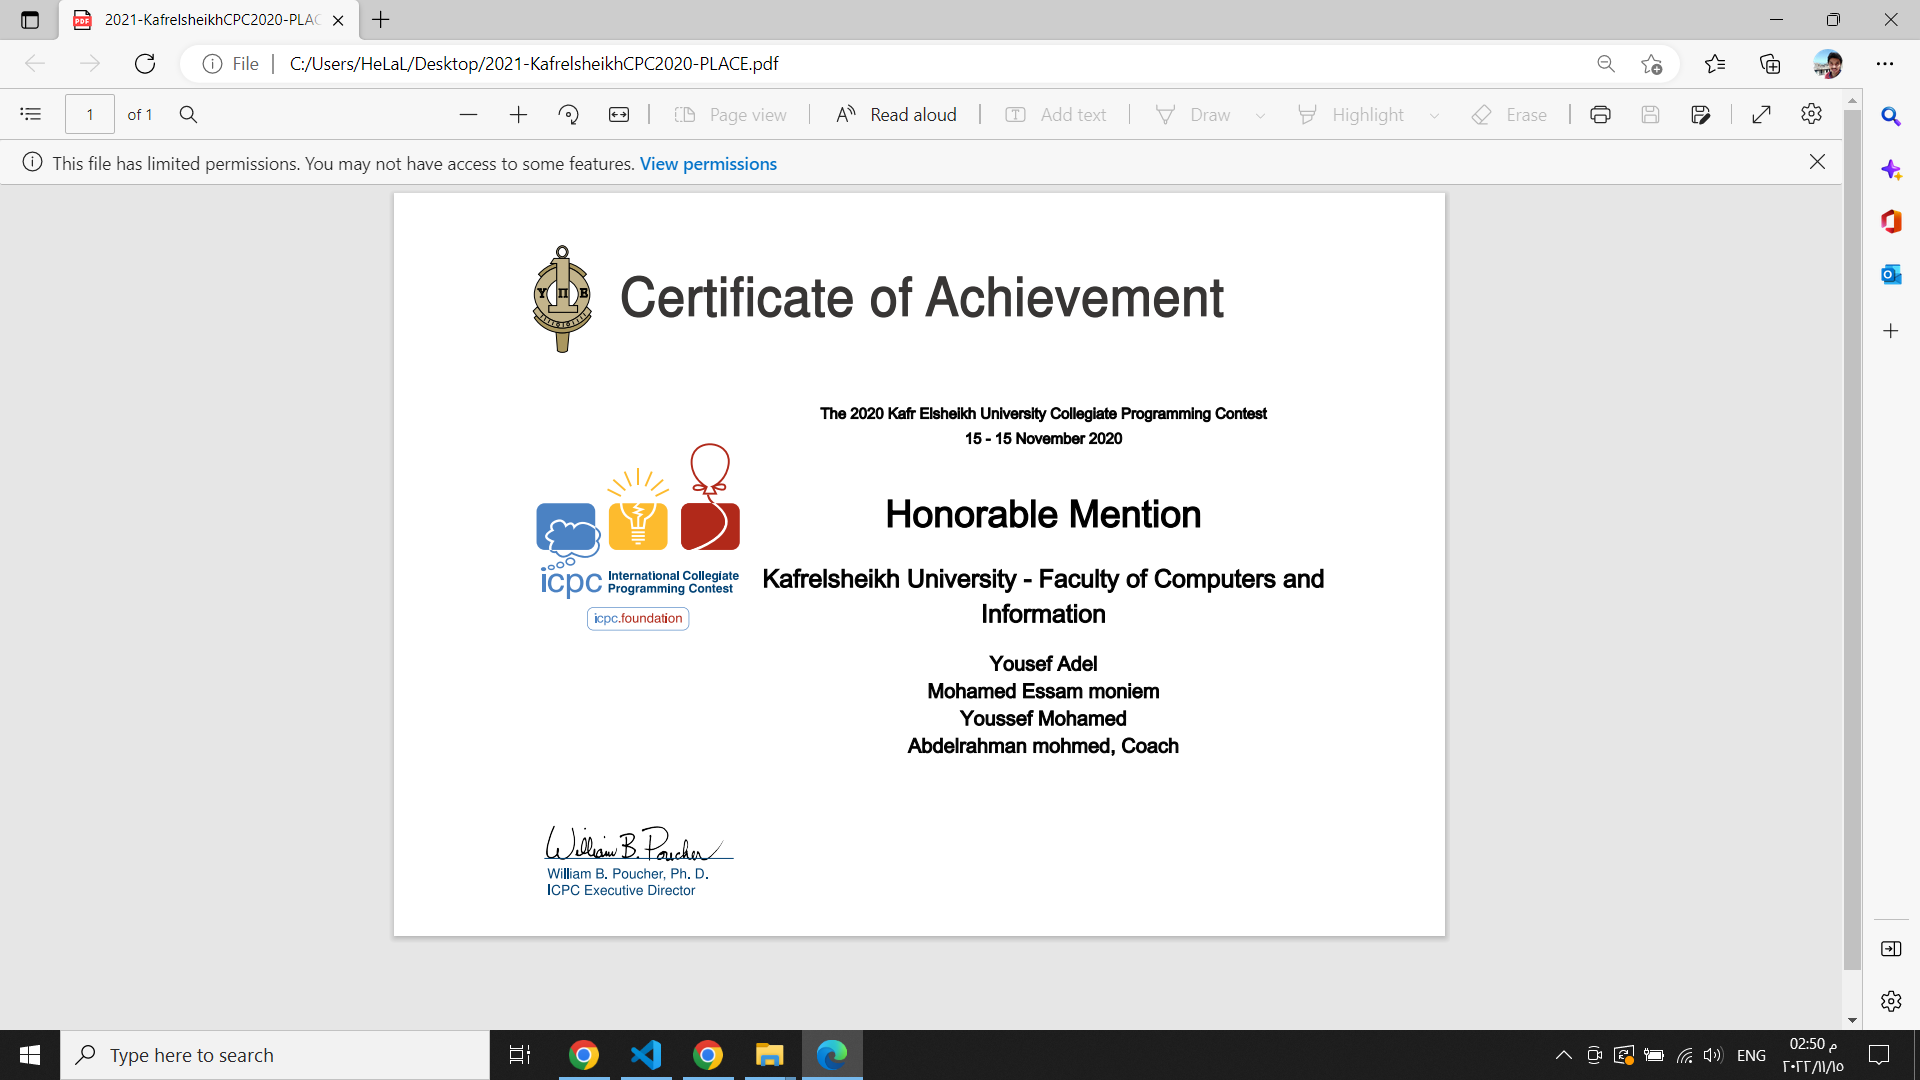 2021-KafrelsheikhCPC2020-PLAC
File
C:/Users/HeLaL/Desktop/2021-KafrelsheikhCPC2020-PLACE.pdf
1 of 1
Page view
Read aloud
Add text
Draw
Highlight
Erase
This file has limited permissions. You may not have access to some features. View permissions
Υ Π Β
Certificate of Achievement
The 2020 Kafr Elsheikh University Collegiate Programming Contest
15 - 15 November 2020
Honorable Mention
Kafrelsheikh University - Faculty of Computers and
Information
Yousef Adel
Mohamed Essam moniem
Youssef Mohamed
Abdelrahman mohmed, Coach
icpc International Collegiate
Programming Contest
icpc.foundation
William B. Poucher
William B. Poucher, Ph. D.
ICPC Executive Director
Type here to search
ENG
02:50 م
٢٠٢٢/١١/١٥